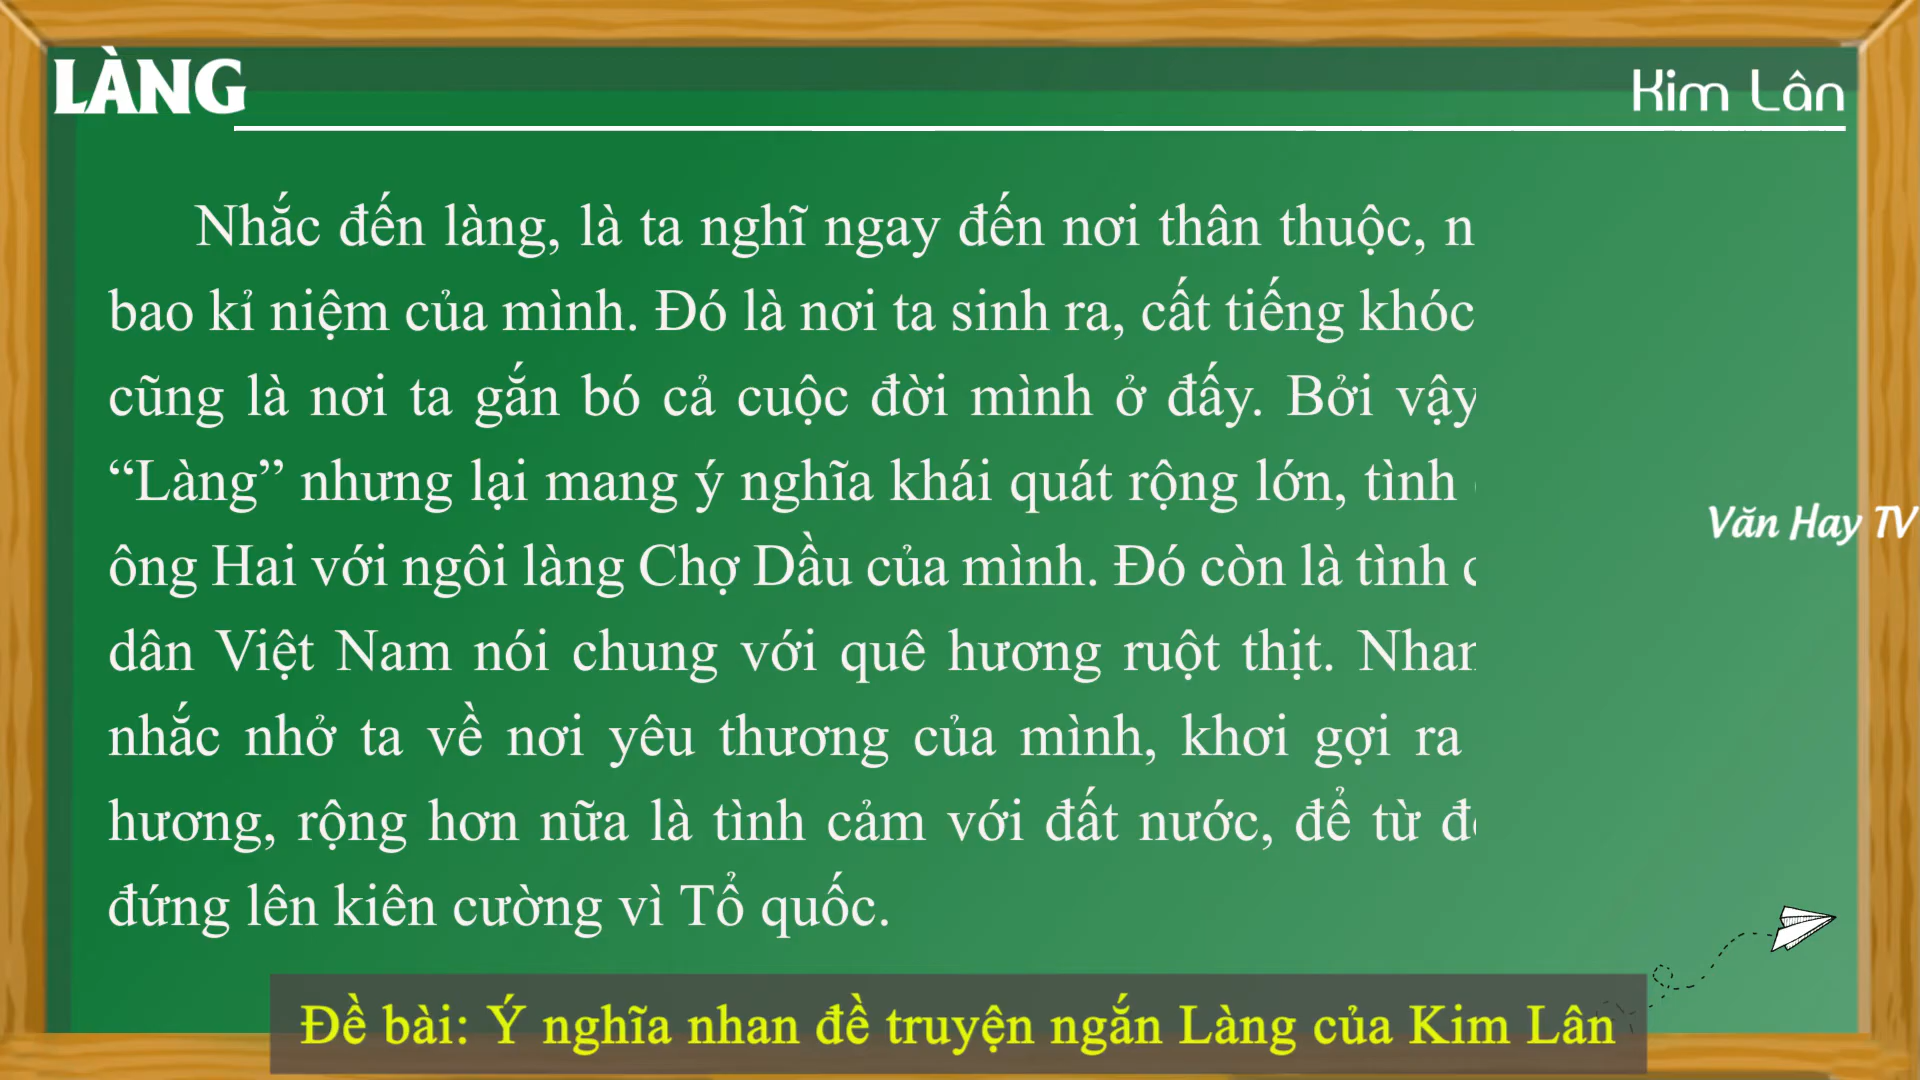 LÀNG
Kim Lân
Nhắc đến làng, là ta nghĩ ngay đến nơi thân thuộc,
bao kỉ niệm của mình. Đó là nơi ta sinh ra, cất tiếng khóc
cũng là nơi ta gắn bó cả cuộc đời mình ở đấy. Bởi vậy
“Làng” nhưng lại mang ý nghĩa khái quát rộng lớn, tình
ông Hai với ngôi làng Chợ Dầu của mình. Đó còn là tình
dân Việt Nam nói chung với quê hương ruột thịt.
nhắc nhở ta về nơi yêu thương của mình, khơi gợi ra
hương, rộng hơn nữa là tình cảm với đất nước, để từ
đứng lên kiên cường vì Tổ quốc.
Văn Hay TV
Đề bài: Ý nghĩa nhan đề truyện ngắn Làng của Kim Lân